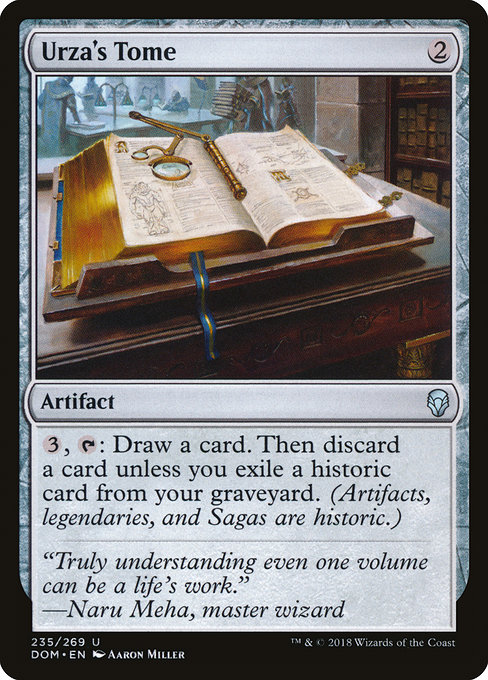 Urza's Tome 2
Artifact
3, : Draw a card. Then discard
a card unless you exile a historic
card from your graveyard. (Artifacts,
legendaries, and Sagas are historic.)
“Truly understanding even one volume
can be a life's work.”
—Naru Meha, master wizard
235/269 U
™ & © 2018 Wizards of the Coast
DOM • EN Aaron Miller